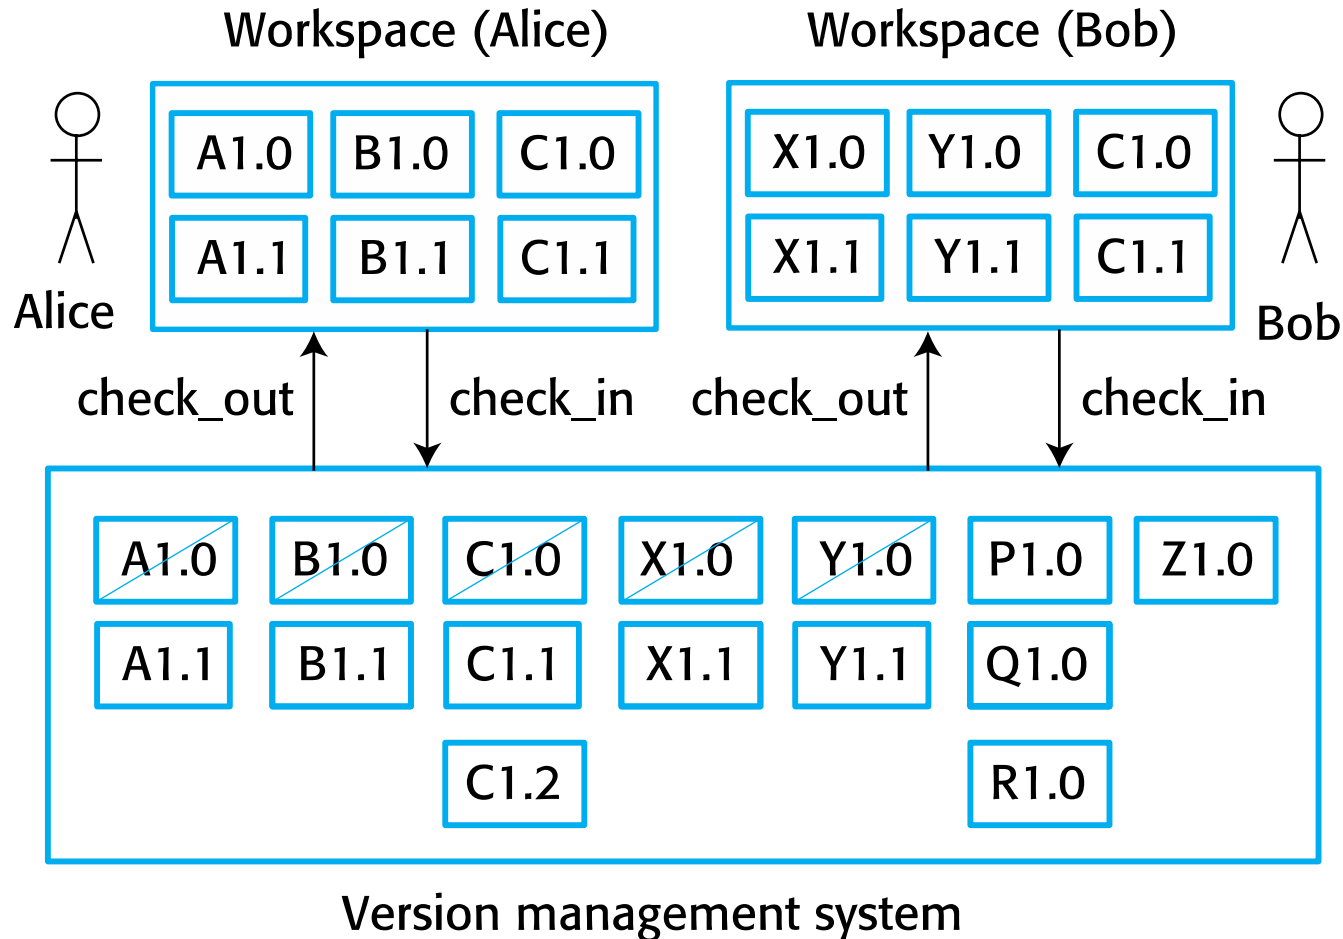 Workspace (Alice)
Workspace (Bob)
A1.0 B1.0 C1.0
A1.1 B1.1 C1.1
Alice
X1.0 Y1.0 C1.0
X1.1 Y1.1 C1.1
Bob
check_out
check_in
check_out
check_in
A1.0 B1.0 C1.0 X1.0 Y1.0 P1.0 Z1.0
A1.1 B1.1 C1.1 X1.1 Y1.1 Q1.0
C1.2 R1.0
Version management system